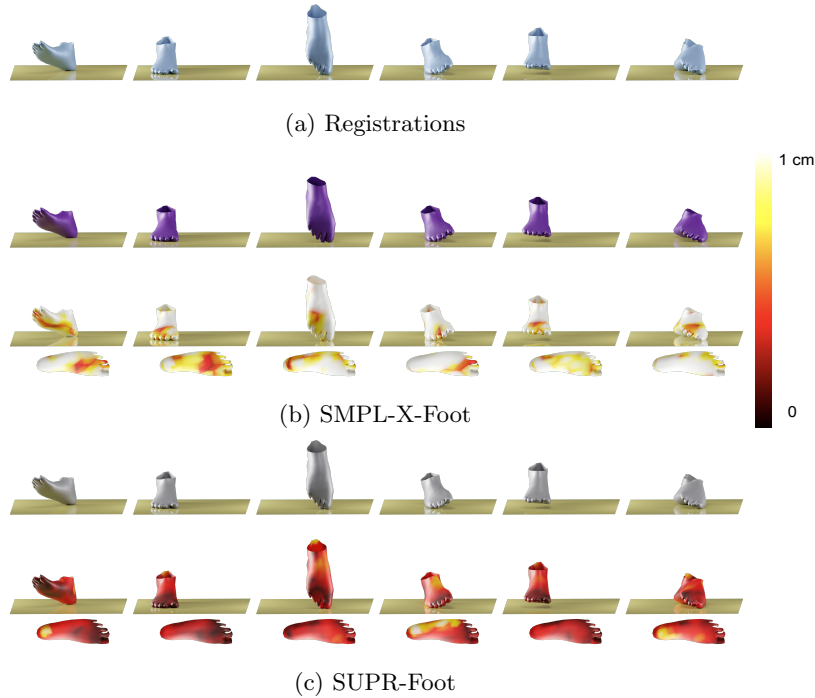 (a) Registrations
1 cm
0
(b) SMPL-X-Foot
(c) SUPR-Foot